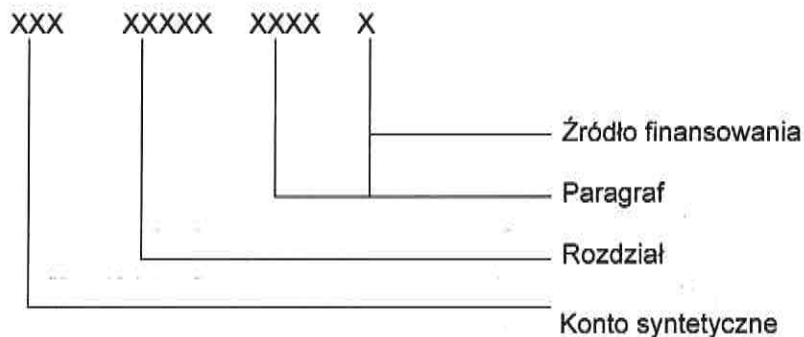 XXX XXXXX XXXX X
Źródło finansowania
Paragraf
Rozdział
Konto syntetyczne